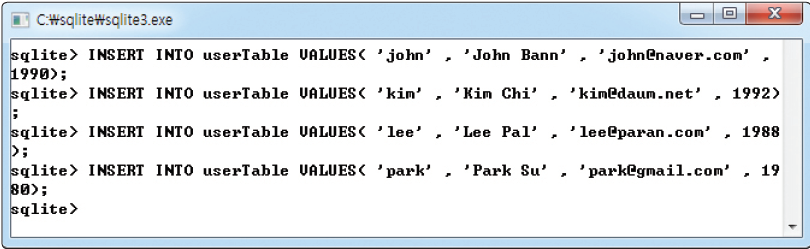 C:₩sqlite₩sqlite3.exe
sqlite> INSERT INTO userTable VALUES( 'john' , 'John Bann' , 'john@naver.com' ,
1990);
sqlite> INSERT INTO userTable VALUES( 'kim' , 'Kim Chi' , 'kim@daum.net' , 1992)
;
sqlite> INSERT INTO userTable VALUES( 'lee' , 'Lee Pal' , 'lee@paran.com' , 1988
);
sqlite> INSERT INTO userTable VALUES( 'park' , 'Park Su' , 'park@gmail.com' , 19
80);
sqlite>